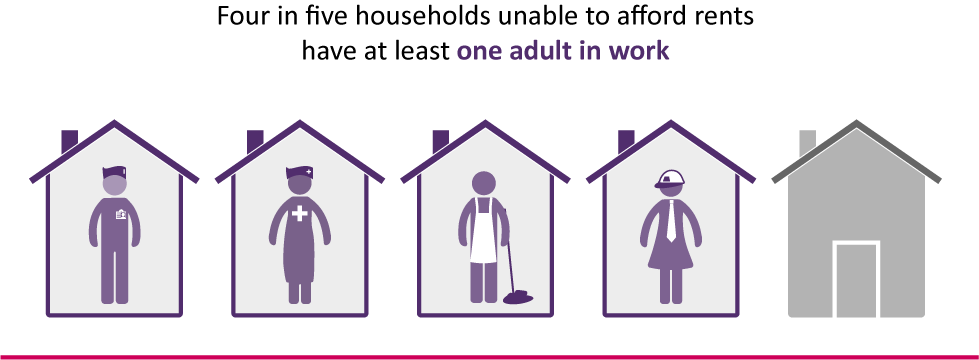 Four in five households unable to afford rents
have at least one adult in work